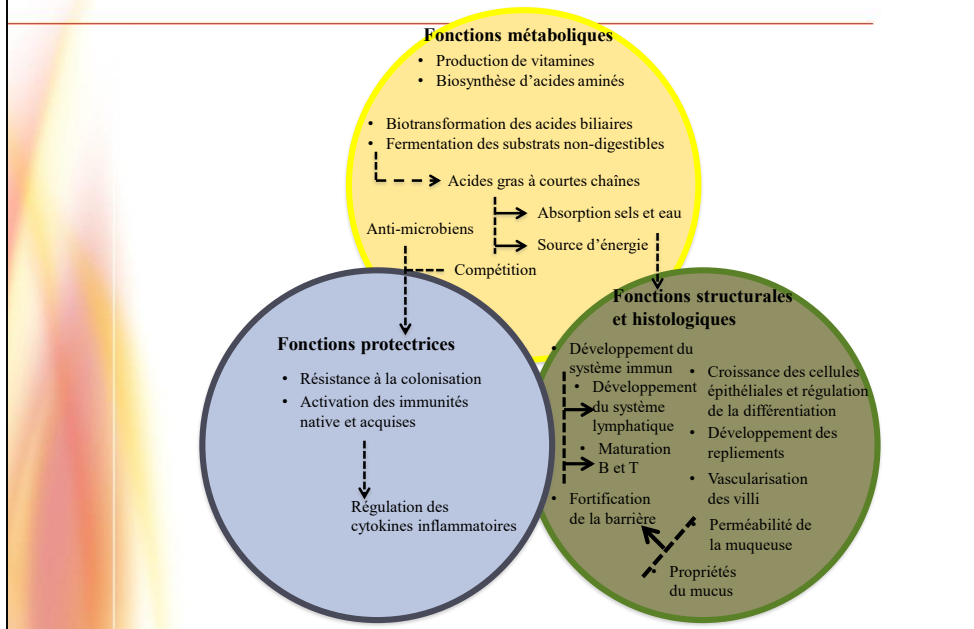 Fonctions métaboliques
• Production de vitamines
• Biosynthèse d'acides aminés
• Biotransformation des acides biliaires
• Fermentation des substrats non-digestibles
Acides gras à courtes chaînes
Absorption sels et eau
Anti-microbiens
Source d'énergie
Compétition
Fonctions protectrices
• Résistance à la colonisation
• Activation des immunités
native et acquises
Régulation des
cytokines inflammatoires
Fonctions structurales
et histologiques
• Développement du
système immun
• Développement
du système
lymphatique
• Maturation
B et T
• Fortification
de la barrière
• Croissance des cellules
épithéliales et régulation
de la différentiation
• Développement des
repliements
• Vascularisation
des villi
• Perméabilité de
la muqueuse
• Propriétés
du mucus